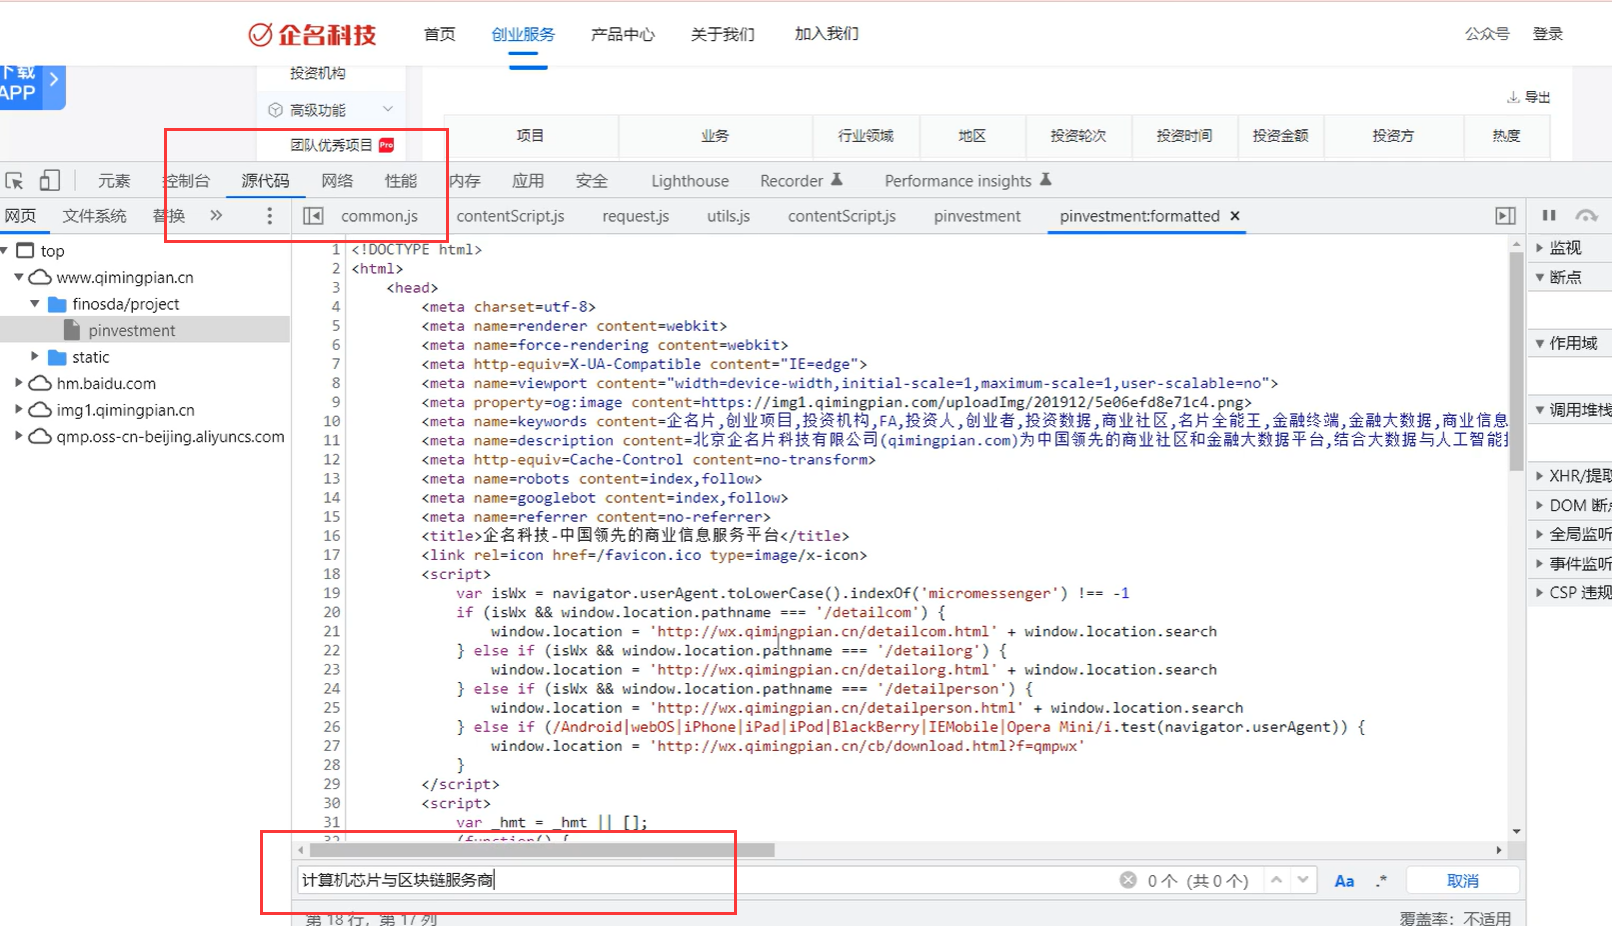 企名科技
首页
创业服务
产品中心
关于我们
加入我们
公众号
登录
下载
APP
投资机构
高级功能
团队优秀项目 Pro
导出
项目
业务
行业领域
地区
投资轮次
投资时间
投资金额
投资方
热度
元素
控制台
源代码
网络
性能
内存
应用
安全
Lighthouse
Recorder
Performance insights
网页
文件系统
替换
common.js
contentScript.js
request.js
utils.js
contentScript.js
pinvestment
pinvestment:formatted ×
top
www.qimingpian.cn
finosda/project
pinvestment
static
hm.baidu.com
img1.qimingpian.cn
qmp.oss-cn-beijing.aliyuncs.com
1 <!DOCTYPE html>
2 <html>
3 <head>
4 <meta charset=utf-8>
5 <meta name=renderer content=webkit>
6 <meta name=force-rendering content=webkit>
7 <meta http-equiv=X-UA-Compatible content="IE=edge">
8 <meta name=viewport content="width=device-width,initial-scale=1,maximum-scale=1,user-scalable=no">
9 <meta property=og:image content=https://img1.qimingpian.com/uploadImg/201912/5e06efd8e71c4.png>
10 <meta name=keywords content=企名片,创业项目,投资机构,FA,投资人,创业者,投资数据,商业社区,名片全能王,金融终端,金融大数据,商业信息
11 <meta name=description content=北京企名片科技有限公司(qimingpian.com)为中国领先的商业社区和金融大数据平台,结合大数据与人工智能
12 <meta http-equiv=Cache-Control content=no-transform>
13 <meta name=robots content=index,follow>
14 <meta name=googlebot content=index,follow>
15 <meta name=referrer content=no-referrer>
16 <title>企名科技-中国领先的商业信息服务平台</title>
17 <link rel=icon href=/favicon.ico type=image/x-icon>
18 <script>
19 var isWx = navigator.userAgent.toLowerCase().indexOf('micromessenger') !== -1
20 if (isWx && window.location.pathname === '/detailcom') {
21 window.location = 'http://wx.qimingpian.cn/detailcom.html' + window.location.search
22 } else if (isWx && window.location.pathname === '/detailorg') {
23 window.location = 'http://wx.qimingpian.cn/detailorg.html' + window.location.search
24 } else if (isWx && window.location.pathname === '/detailperson') {
25 window.location = 'http://wx.qimingpian.cn/detailperson.html' + window.location.search
26 } else if (/Android|webOS|iPhone|iPad|iPod|BlackBerry|IEMobile|Opera Mini/i.test(navigator.userAgent)) {
27 window.location = 'http://wx.qimingpian.cn/cb/download.html?f=qmpwx'
28 }
29 </script>
30 <script>
31 var _hmt = _hmt || [];
32 (function() {
监视
断点
作用域
调用堆栈
XHR/提取
DOM 断
全局监听
事件监听
CSP 违规
计算机芯片与区块链服务商
0 个 (共 0 个)
Aa
.*
取消
第 18 行, 第 17 列
覆盖率: 不适用